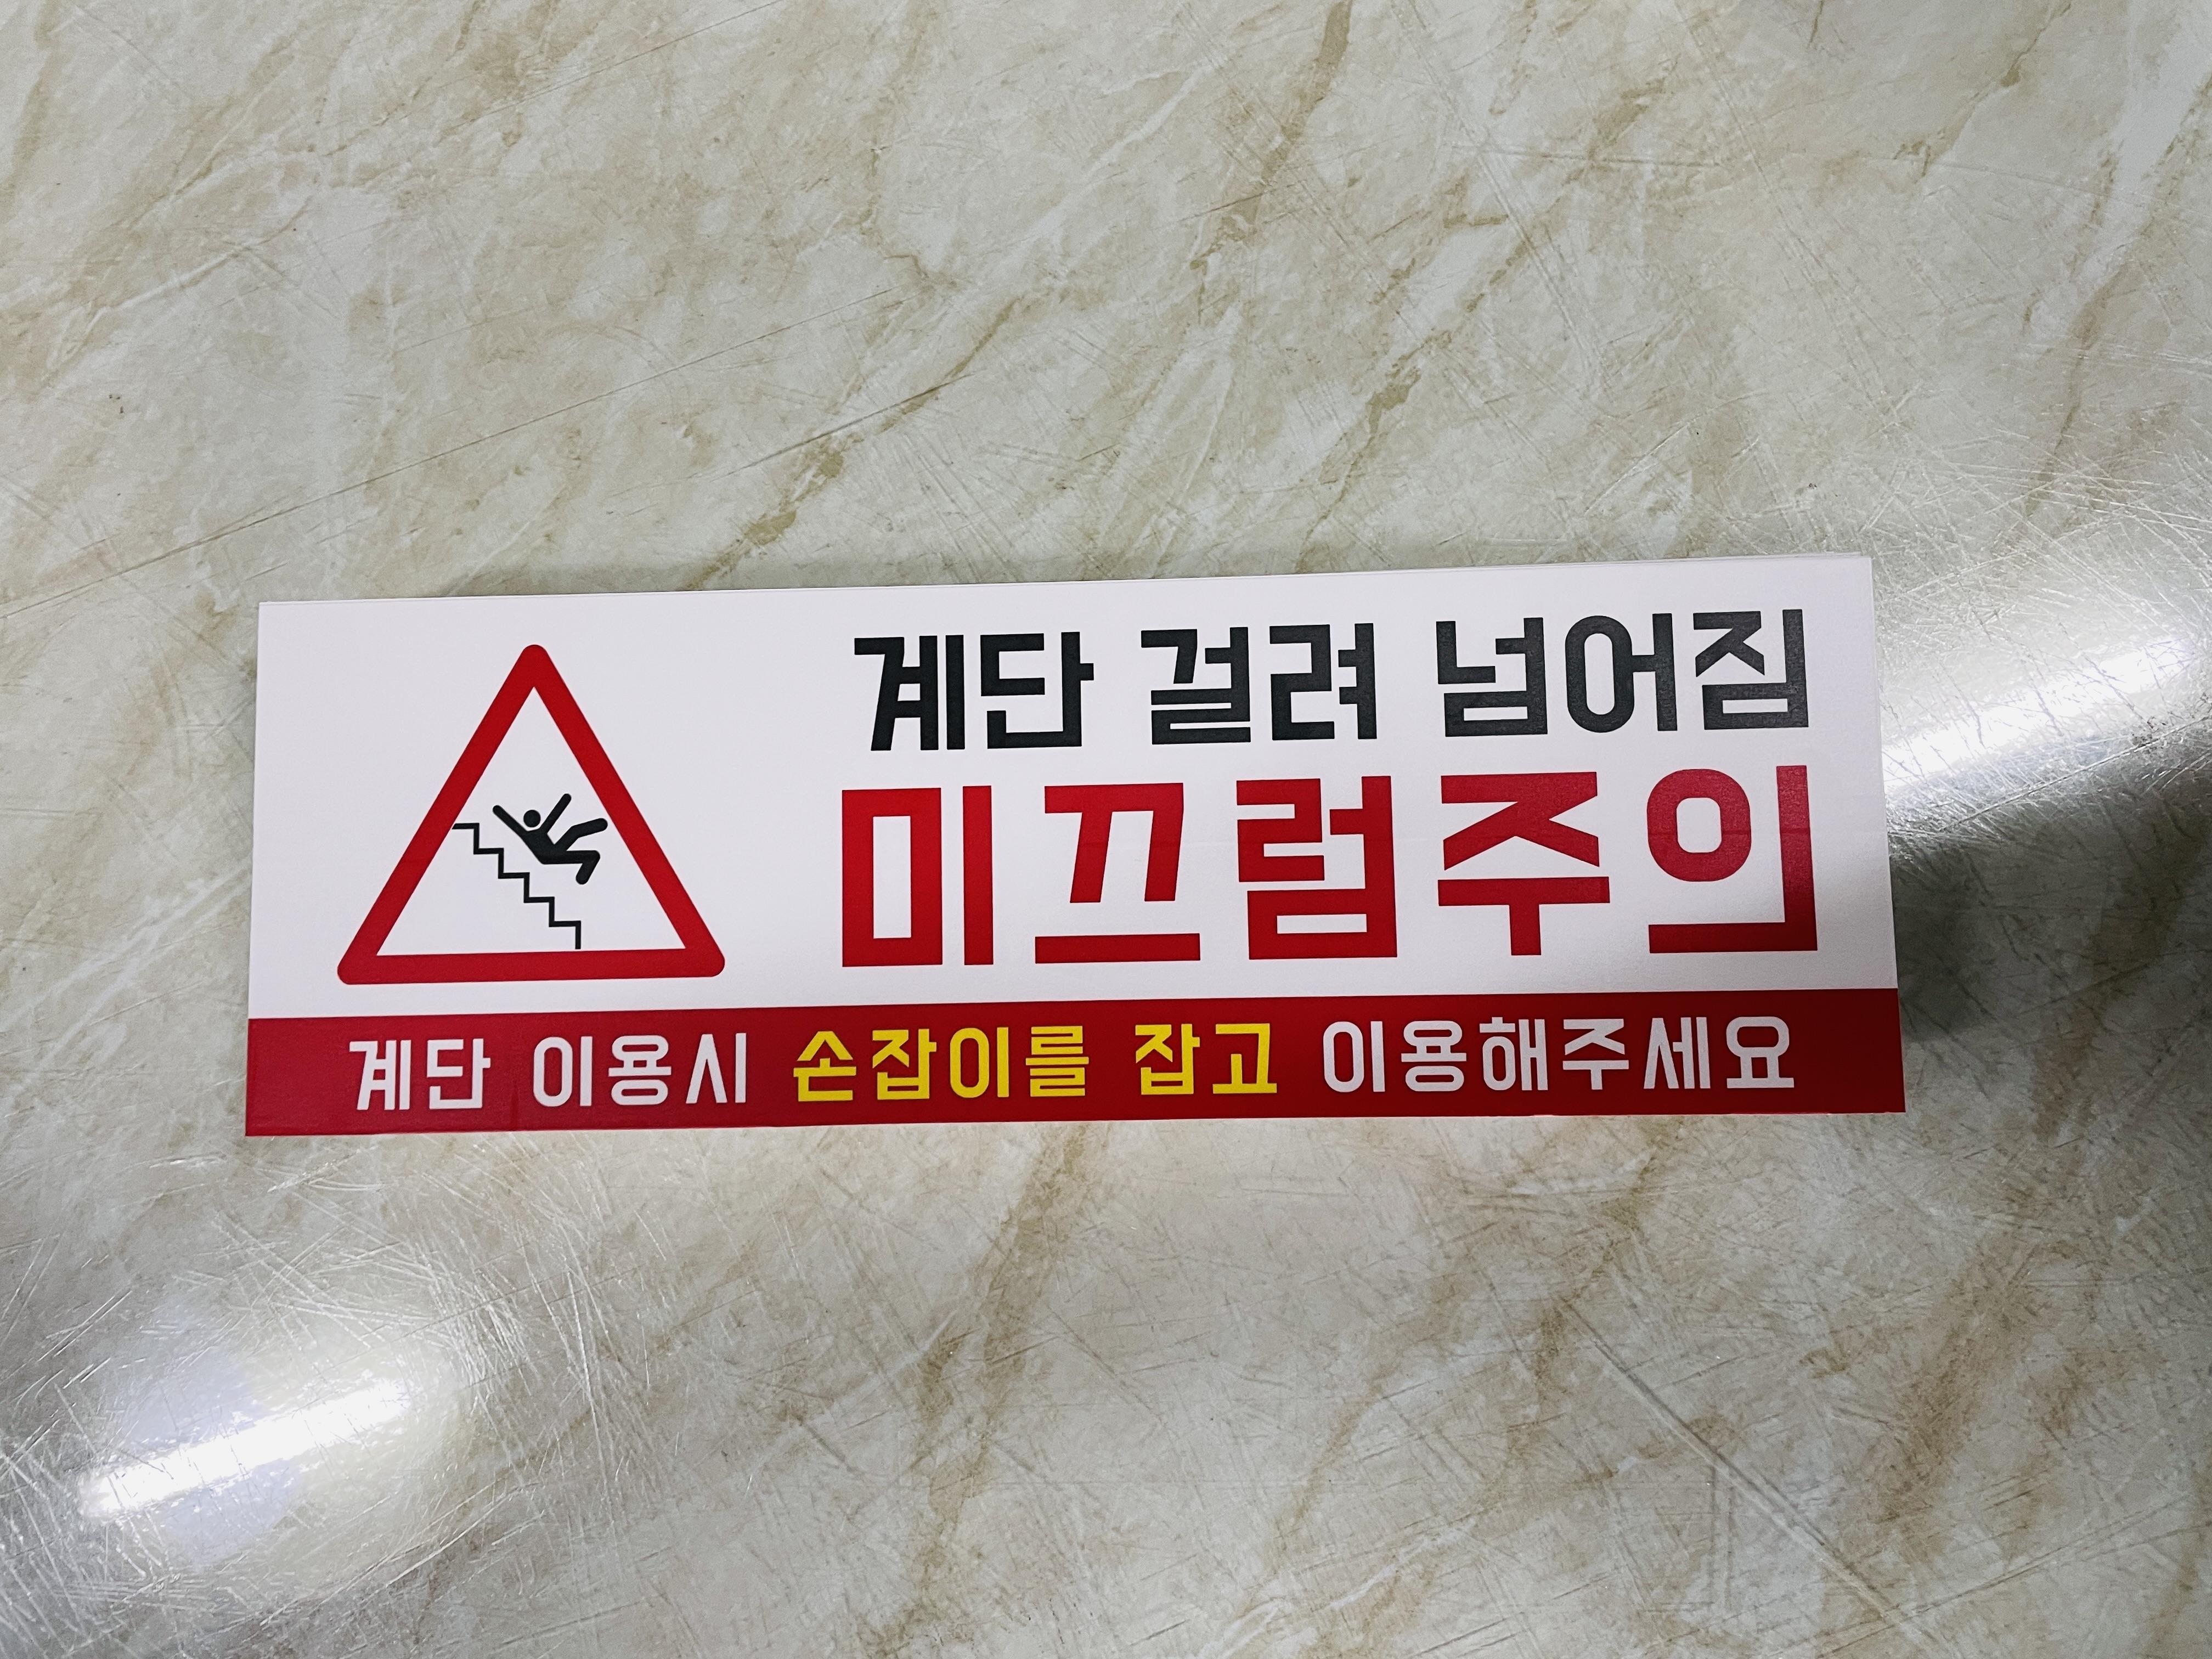 계단 걸려 넘어짐
미끄럼주의
계단 이용시 손잡이를 잡고 이용해주세요